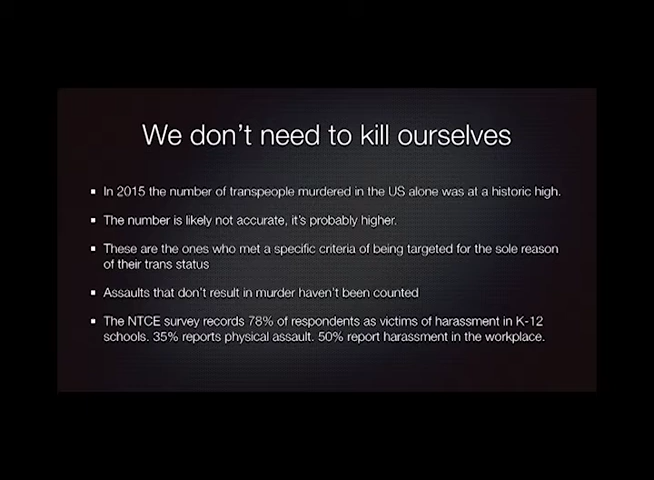 We don't need to kill ourselves
▪ In 2015 the number of transpeople murdered in the US alone was at a historic high.
▪ The number is likely not accurate, it's probably higher.
▪ These are the ones who met a specific criteria of being targeted for the sole reason
of their trans status
▪ Assaults that don't result in murder haven't been counted
▪ The NTCE survey records 78% of respondents as victims of harassment in K-12
schools. 35% reports physical assault. 50% report harassment in the workplace.